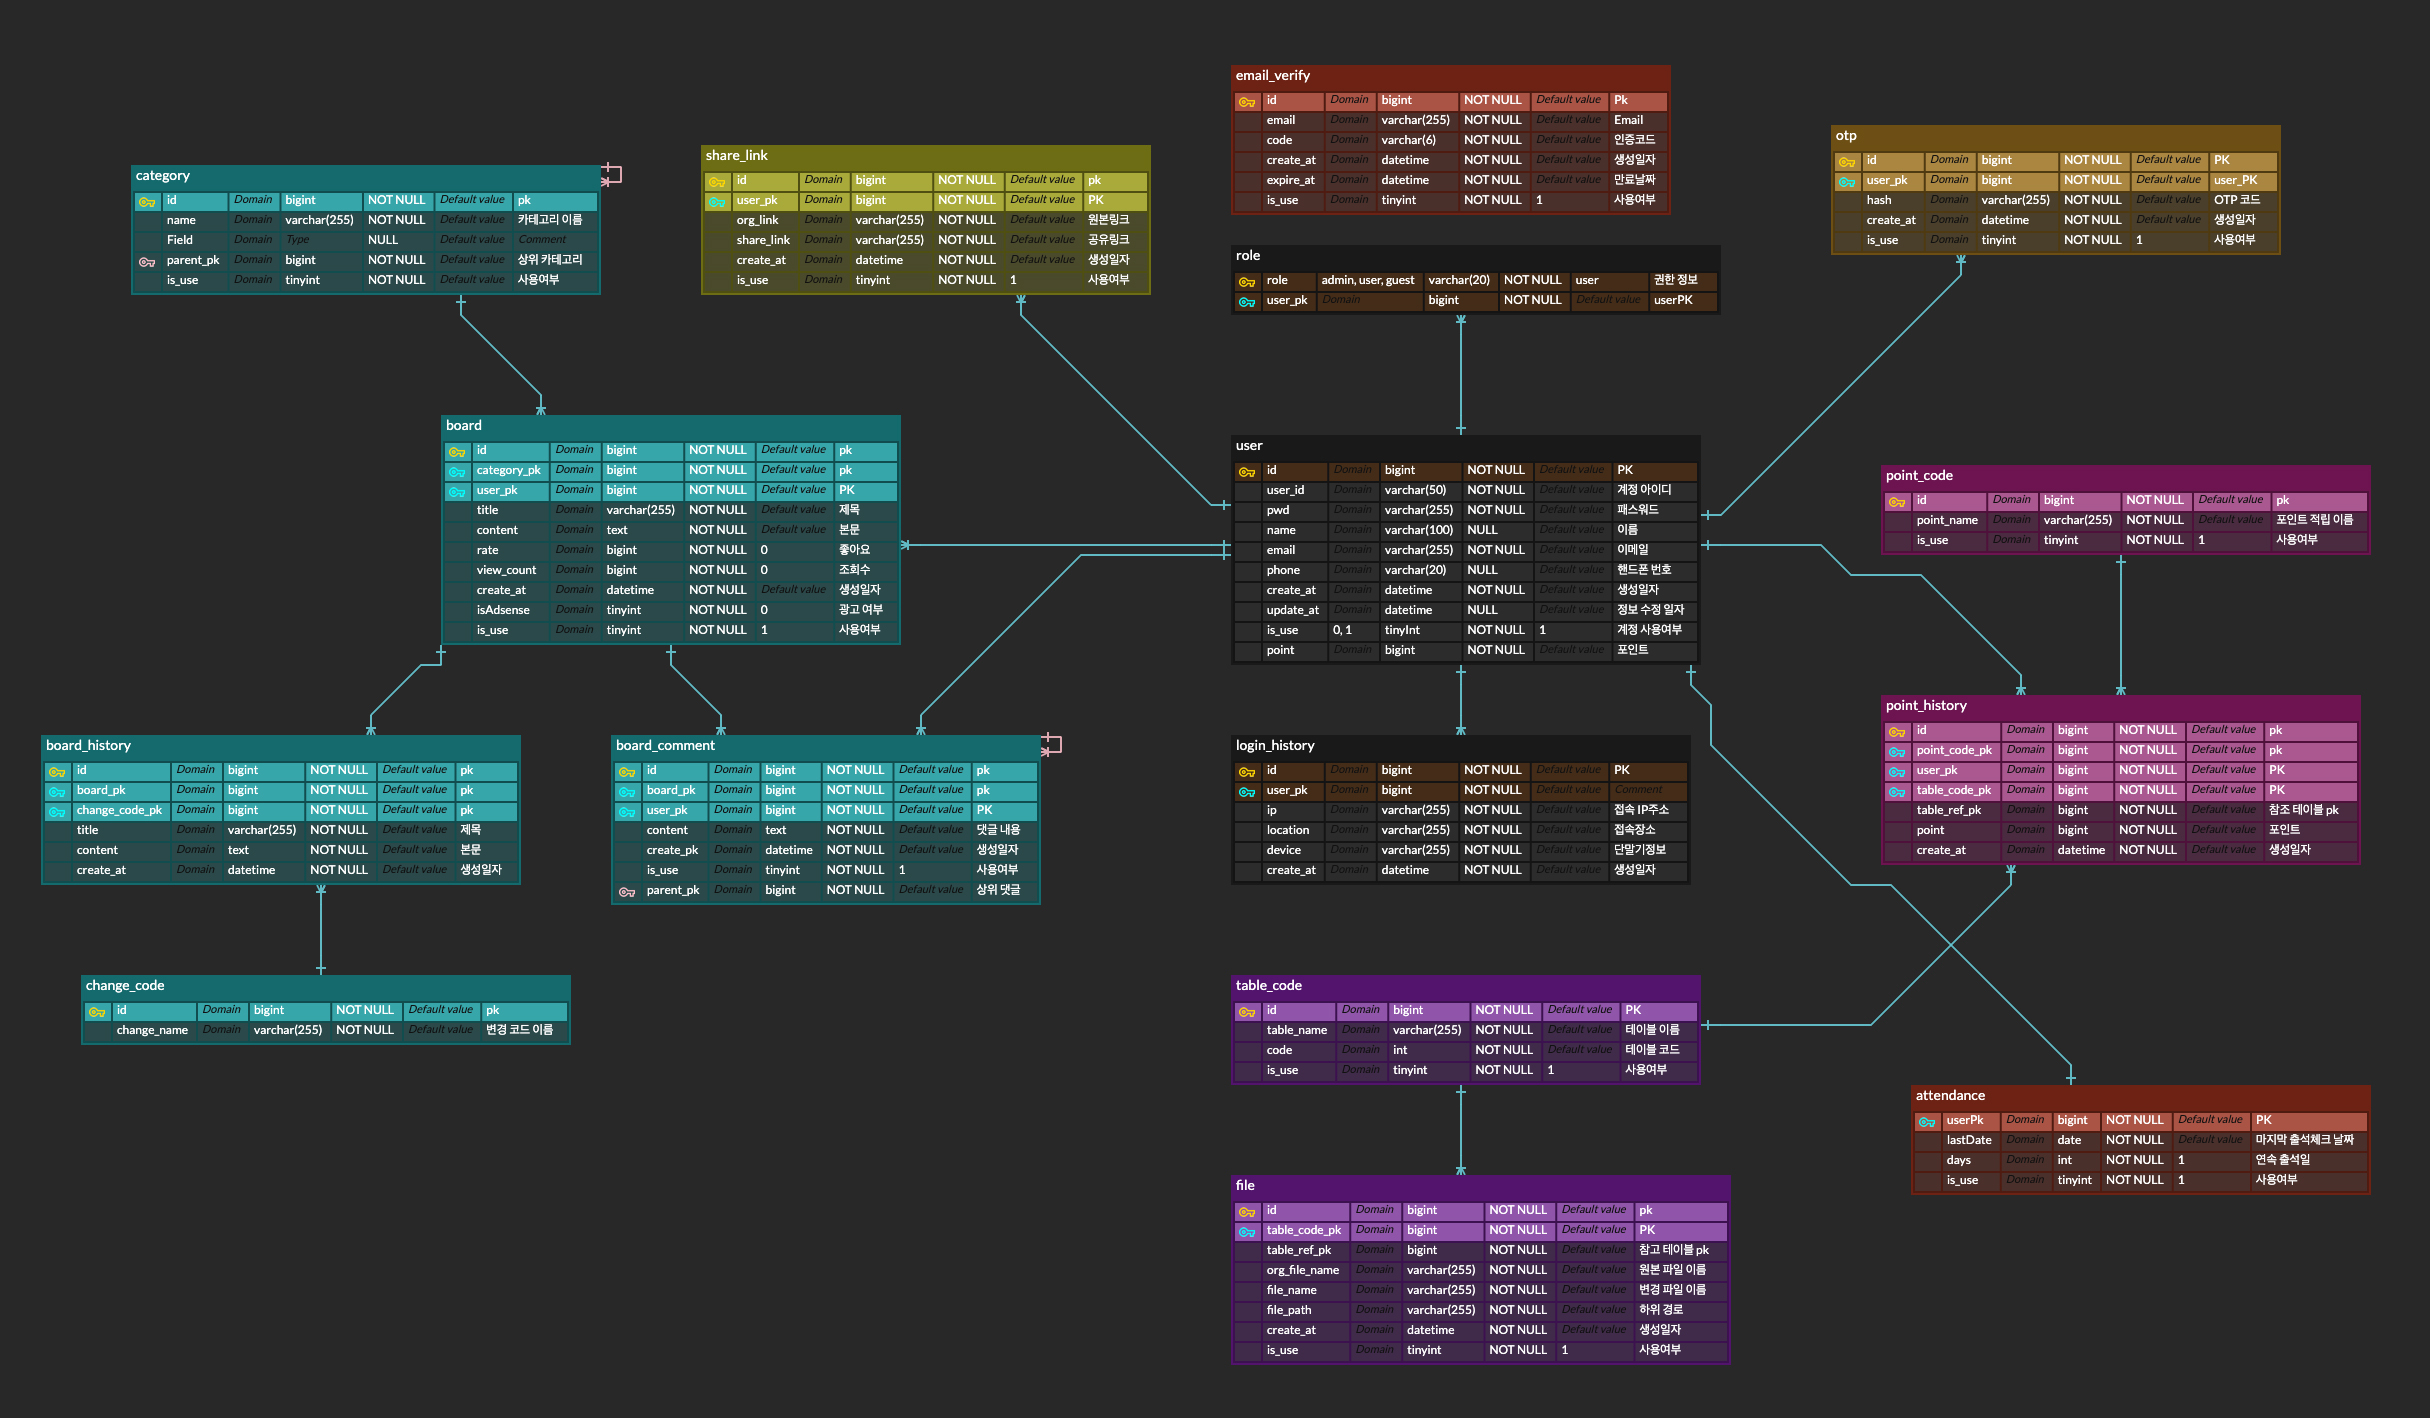 email_verify
id Domain bigint NOT NULL Default value Pk
email Domain varchar(255) NOT NULL Default value Email
code Domain varchar(6) NOT NULL Default value 인증코드
create_at Domain datetime NOT NULL Default value 생성일자
expire_at Domain datetime NOT NULL Default value 만료날짜
is_use Domain tinyint NOT NULL 1 사용여부
otp
id Domain bigint NOT NULL Default value PK
user_pk Domain bigint NOT NULL Default value user_PK
hash Domain varchar(255) NOT NULL Default value OTP 코드
create_at Domain datetime NOT NULL Default value 생성일자
is_use Domain tinyint NOT NULL 1 사용여부
share_link
id Domain bigint NOT NULL Default value pk
user_pk Domain bigint NOT NULL Default value PK
org_link Domain varchar(255) NOT NULL Default value 원본링크
share_link Domain varchar(255) NOT NULL Default value 공유링크
create_at Domain datetime NOT NULL Default value 생성일자
is_use Domain tinyint NOT NULL 1 사용여부
category
id Domain bigint NOT NULL Default value pk
name Domain varchar(255) NOT NULL Default value 카테고리 이름
Field Domain Type NULL Default value Comment
parent_pk Domain bigint NOT NULL Default value 상위 카테고리
is_use Domain tinyint NOT NULL Default value 사용여부
role
role admin, user, guest varchar(20) NOT NULL user 권한 정보
user_pk Domain bigint NOT NULL Default value userPK
board
id Domain bigint NOT NULL Default value pk
category_pk Domain bigint NOT NULL Default value pk
user_pk Domain bigint NOT NULL Default value PK
title Domain varchar(255) NOT NULL Default value 제목
content Domain text NOT NULL Default value 본문
rate Domain bigint NOT NULL 0 좋아요
view_count Domain bigint NOT NULL 0 조회수
create_at Domain datetime NOT NULL Default value 생성일자
isAdsense Domain tinyint NOT NULL 0 광고 여부
is_use Domain tinyint NOT NULL 1 사용여부
user
id Domain bigint NOT NULL Default value PK
user_id Domain varchar(50) NOT NULL Default value 계정 아이디
pwd Domain varchar(255) NOT NULL Default value 패스워드
name Domain varchar(100) NULL Default value 이름
email Domain varchar(255) NOT NULL Default value 이메일
phone Domain varchar(20) NULL Default value 핸드폰 번호
create_at Domain datetime NOT NULL Default value 생성일자
update_at Domain datetime NULL Default value 정보 수정 일자
is_use 0, 1 tinyInt NOT NULL 1 계정 사용여부
point Domain bigint NOT NULL Default value 포인트
point_code
id Domain bigint NOT NULL Default value pk
point_name Domain varchar(255) NOT NULL Default value 포인트 적립 이름
is_use Domain tinyint NOT NULL 1 사용여부
point_history
id Domain bigint NOT NULL Default value pk
point_code_pk Domain bigint NOT NULL Default value pk
user_pk Domain bigint NOT NULL Default value PK
table_code_pk Domain bigint NOT NULL Default value PK
table_ref_pk Domain bigint NOT NULL Default value 참조 테이블 pk
point Domain bigint NOT NULL Default value 포인트
create_at Domain datetime NOT NULL Default value 생성일자
board_history
id Domain bigint NOT NULL Default value pk
board_pk Domain bigint NOT NULL Default value pk
change_code_pk Domain bigint NOT NULL Default value pk
title Domain varchar(255) NOT NULL Default value 제목
content Domain text NOT NULL Default value 본문
create_at Domain datetime NOT NULL Default value 생성일자
board_comment
id Domain bigint NOT NULL Default value pk
board_pk Domain bigint NOT NULL Default value pk
user_pk Domain bigint NOT NULL Default value PK
content Domain text NOT NULL Default value 댓글 내용
create_pk Domain datetime NOT NULL Default value 생성일자
is_use Domain tinyint NOT NULL 1 사용여부
parent_pk Domain bigint NOT NULL Default value 상위 댓글
login_history
id Domain bigint NOT NULL Default value PK
user_pk Domain bigint NOT NULL Default value Comment
ip Domain varchar(255) NOT NULL Default value 접속 IP주소
location Domain varchar(255) NOT NULL Default value 접속장소
device Domain varchar(255) NOT NULL Default value 단말기정보
create_at Domain datetime NOT NULL Default value 생성일자
change_code
id Domain bigint NOT NULL Default value pk
change_name Domain varchar(255) NOT NULL Default value 변경 코드 이름
table_code
id Domain bigint NOT NULL Default value PK
table_name Domain varchar(255) NOT NULL Default value 테이블 이름
code Domain int NOT NULL Default value 테이블 코드
is_use Domain tinyint NOT NULL 1 사용여부
attendance
userPk Domain bigint NOT NULL Default value PK
lastDate Domain date NOT NULL Default value 마지막 출석체크 날짜
days Domain int NOT NULL 1 연속 출석일
is_use Domain tinyint NOT NULL 1 사용여부
file
id Domain bigint NOT NULL Default value pk
table_code_pk Domain bigint NOT NULL Default value PK
table_ref_pk Domain bigint NOT NULL Default value 참고 테이블 pk
org_file_name Domain varchar(255) NOT NULL Default value 원본 파일 이름
file_name Domain varchar(255) NOT NULL Default value 변경 파일 이름
file_path Domain varchar(255) NOT NULL Default value 하위 경로
create_at Domain datetime NOT NULL Default value 생성일자
is_use Domain tinyint NOT NULL 1 사용여부